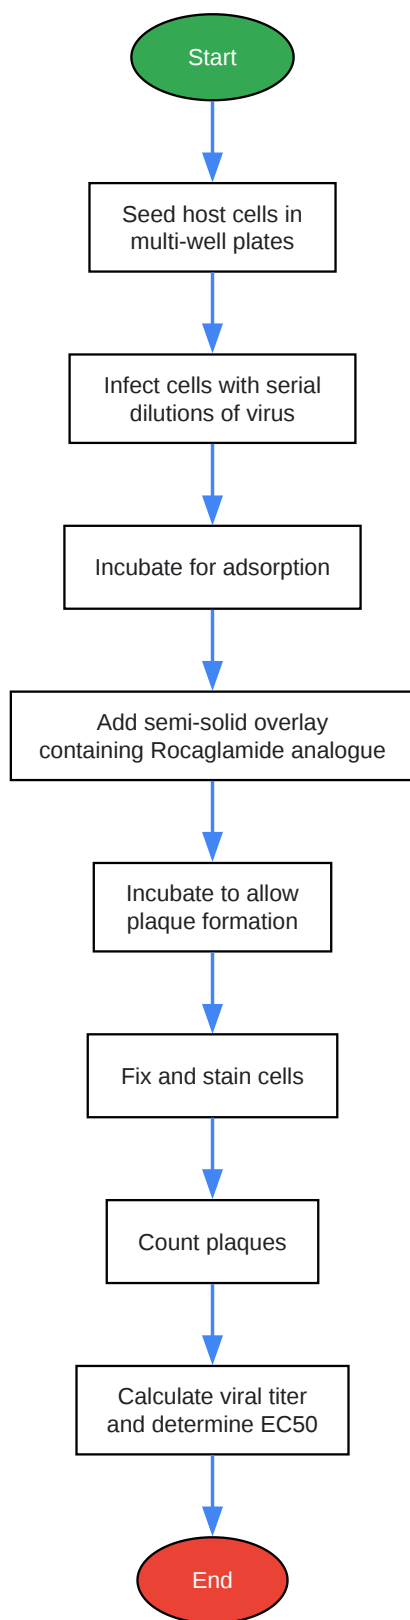 Start
Seed host cells in
multi-well plates
Infect cells with serial
dilutions of virus
Incubate for adsorption
Add semi-solid overlay
containing Rocaglamide analogue
Incubate to allow
plaque formation
Fix and stain cells
Count plaques
Calculate viral titer
and determine EC50
End